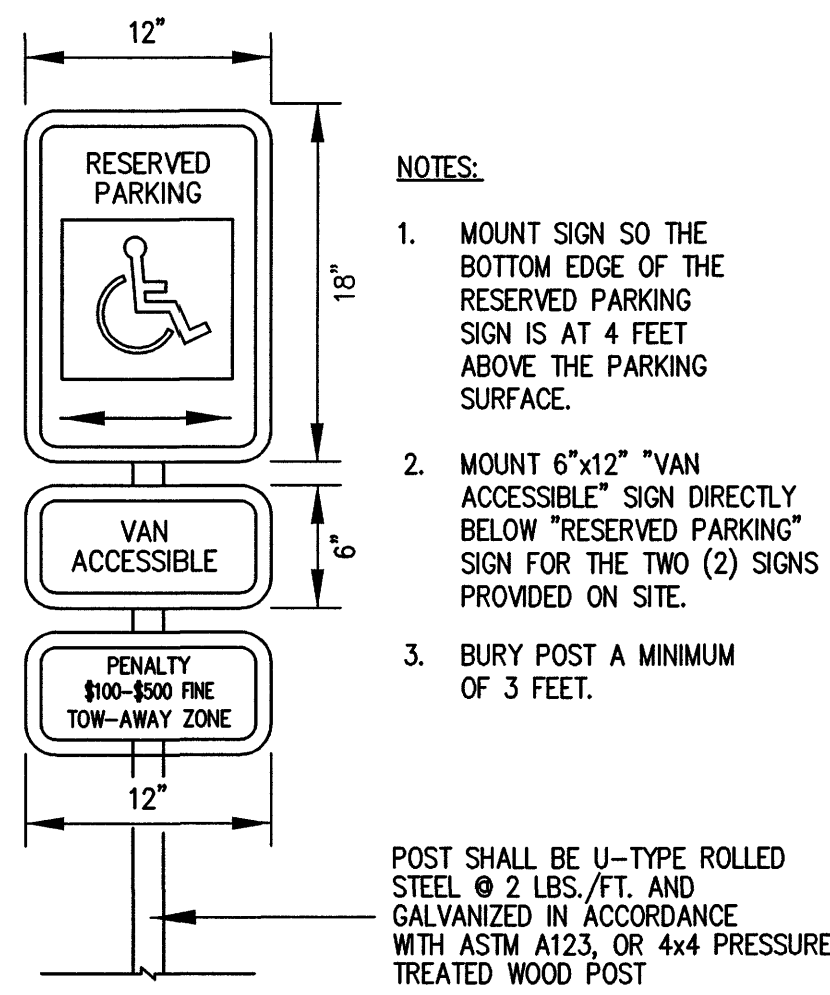 12"
RESERVED
PARKING
18"
VAN
ACCESSIBLE
6"
PENALTY
$100-$500 FINE
TOW-AWAY ZONE
12"
NOTES:
1. MOUNT SIGN SO THE
BOTTOM EDGE OF THE
RESERVED PARKING
SIGN IS AT 4 FEET
ABOVE THE PARKING
SURFACE.
2. MOUNT 6"x12" "VAN
ACCESSIBLE" SIGN DIRECTLY
BELOW "RESERVED PARKING"
SIGN FOR THE TWO (2) SIGNS
PROVIDED ON SITE.
3. BURY POST A MINIMUM
OF 3 FEET.
POST SHALL BE U-TYPE ROLLED
STEEL @ 2 LBS./FT. AND
GALVANIZED IN ACCORDANCE
WITH ASTM A123, OR 4x4 PRESSURE
TREATED WOOD POST